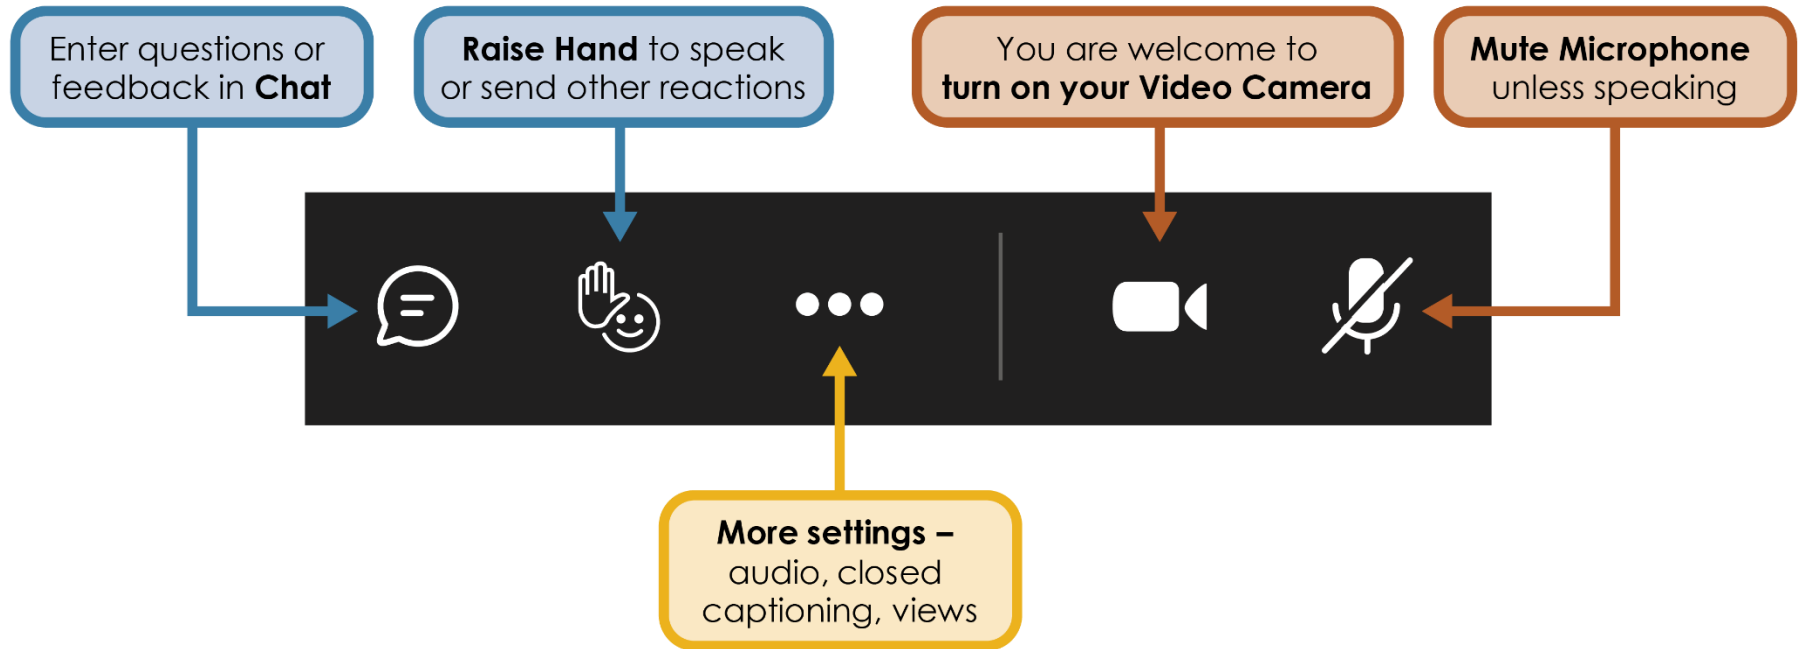 Enter questions or
feedback in Chat
Raise Hand to speak
or send other reactions
You are welcome to
turn on your Video Camera
Mute Microphone
unless speaking
More settings –
audio, closed
captioning, views